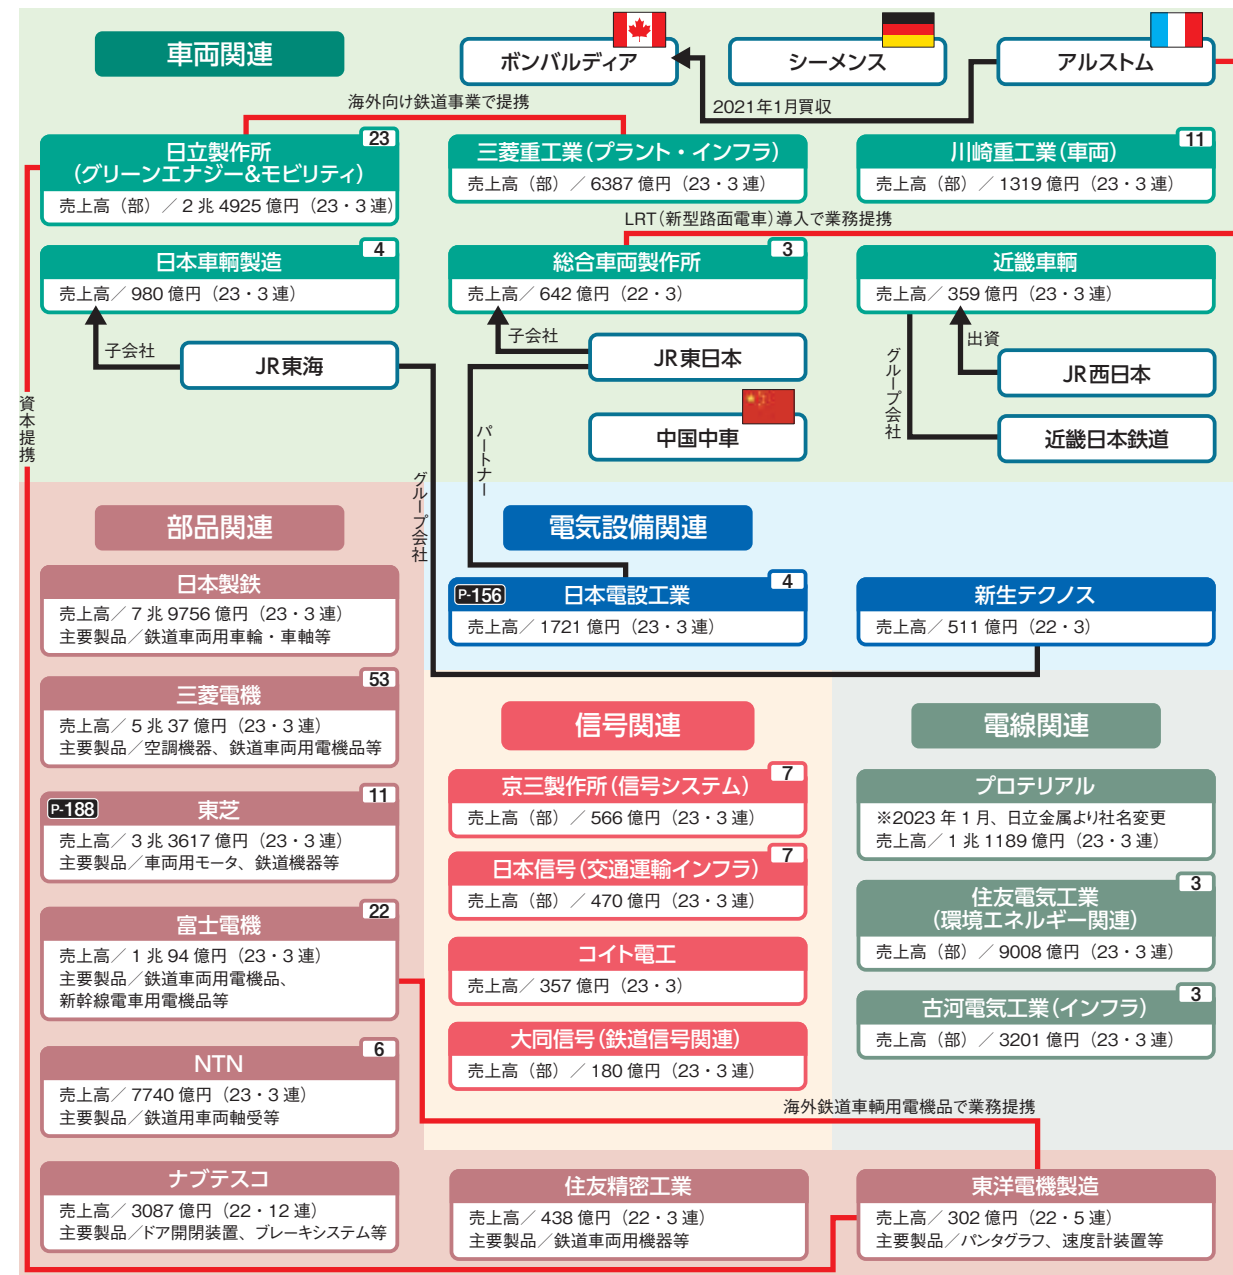 車両関連
ボンバルディア
シーメンス
アルストム
2021年1月買収
海外向け鉄道事業で提携
日立製作所
(グリーンエナジー&モビリティ)
23
売上高(部)／2兆4925億円(23・3連)
三菱重工業(プラント・インフラ)
売上高(部)／6387億円(23・3連)
川崎重工業(車両)
11
売上高(部)／1319億円(23・3連)
LRT(新型路面電車)導入で業務提携
日本車輌製造
4
売上高／980億円(23・3連)
総合車両製作所
3
売上高／642億円(22・3)
近畿車輌
売上高／359億円(23・3連)
子会社
JR東海
子会社
JR東日本
出資
JR西日本
グループ会社
近畿日本鉄道
中国中車
パートナー
グループ会社
資本提携
部品関連
日本製鉄
売上高／7兆9756億円(23・3連)
主要製品／鉄道車両用車輪・車軸等
三菱電機
53
売上高／5兆37億円(23・3連)
主要製品／空調機器、鉄道車両用電機品等
P·188
東芝
11
売上高／3兆3617億円(23・3連)
主要製品／車両用モータ、鉄道機器等
富士電機
22
売上高／1兆94億円(23・3連)
主要製品／鉄道車両用電機品、
新幹線電車用電機品等
NTN
6
売上高／7740億円(23・3連)
主要製品／鉄道用車両軸受等
ナブテスコ
売上高／3087億円(22・12連)
主要製品／ドア開閉装置、ブレーキシステム等
電気設備関連
P·156
日本電設工業
4
売上高／1721億円(23・3連)
新生テクノス
売上高／511億円(22・3)
信号関連
京三製作所(信号システム)
7
売上高(部)／566億円(23・3連)
日本信号(交通運輸インフラ)
7
売上高(部)／470億円(23・3連)
コイト電工
売上高／357億円(23・3)
大同信号(鉄道信号関連)
売上高(部)／180億円(23・3連)
電線関連
プロテリアル
※2023年1月、日立金属より社名変更
売上高／1兆1189億円(23・3連)
住友電気工業
(環境エネルギー関連)
3
売上高(部)／9008億円(23・3連)
古河電気工業(インフラ)
3
売上高(部)／3201億円(23・3連)
海外鉄道車輌用電機品で業務提携
住友精密工業
売上高／438億円(22・3連)
主要製品／鉄道車両用機器等
東洋電機製造
売上高／302億円(22・5連)
主要製品／パンタグラフ、速度計装置等